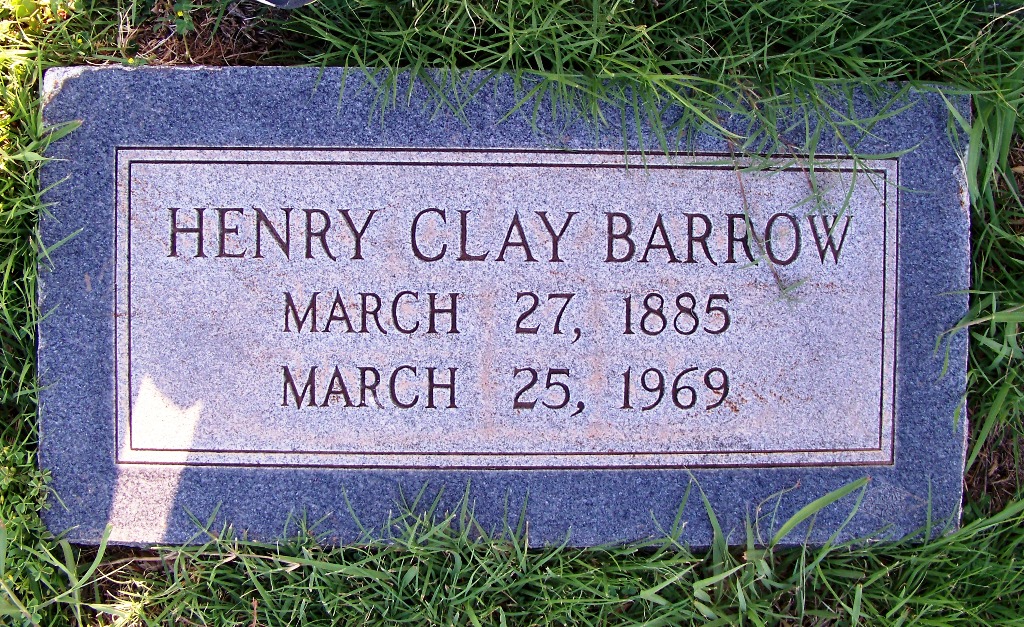 HENRY CLAY BARROW
MARCH 27, 1885
MARCH 25, 1969